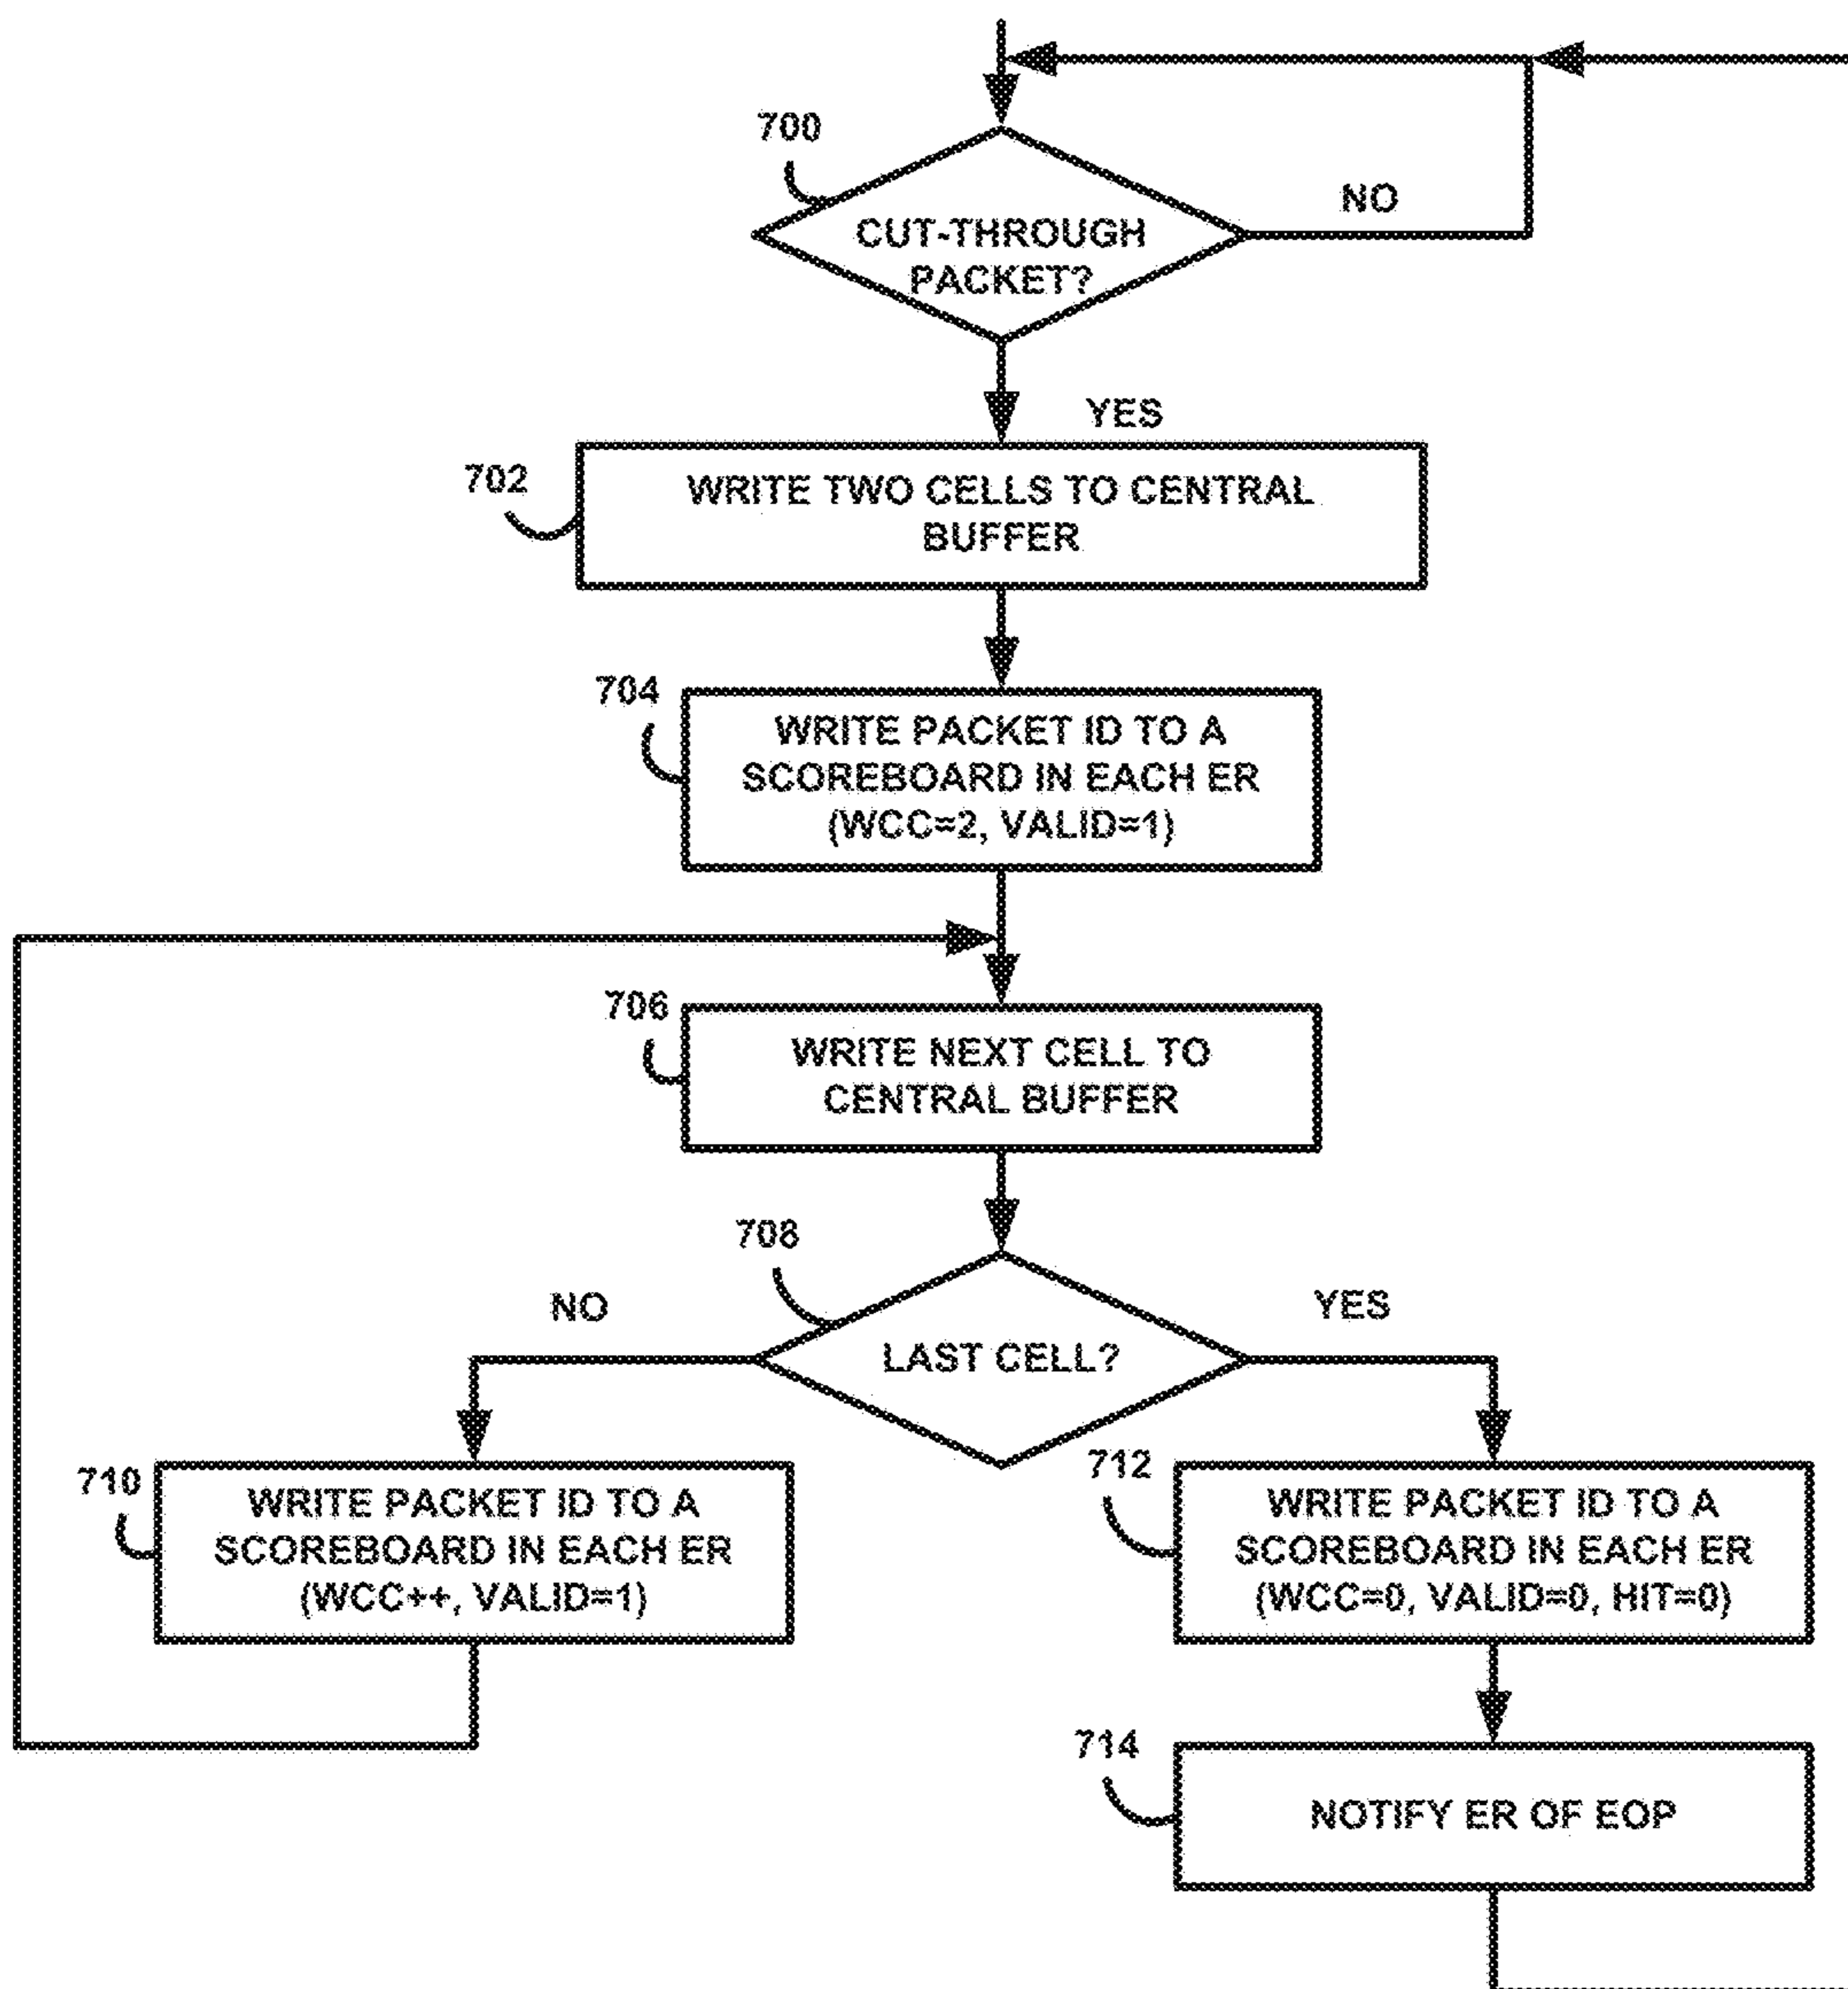 700
CUT-THROUGH
PACKET?
NO
YES
702
WRITE TWO CELLS TO CENTRAL
BUFFER
704
WRITE PACKET ID TO A
SCOREBOARD IN EACH ER
(WCC=2, VALID=1)
706
WRITE NEXT CELL TO
CENTRAL BUFFER
708
NO
LAST CELL?
YES
710
WRITE PACKET ID TO A
SCOREBOARD IN EACH ER
(WCC++, VALID=1)
712
WRITE PACKET ID TO A
SCOREBOARD IN EACH ER
(WCC=0, VALID=0, HIT=0)
714
NOTIFY ER OF EOP